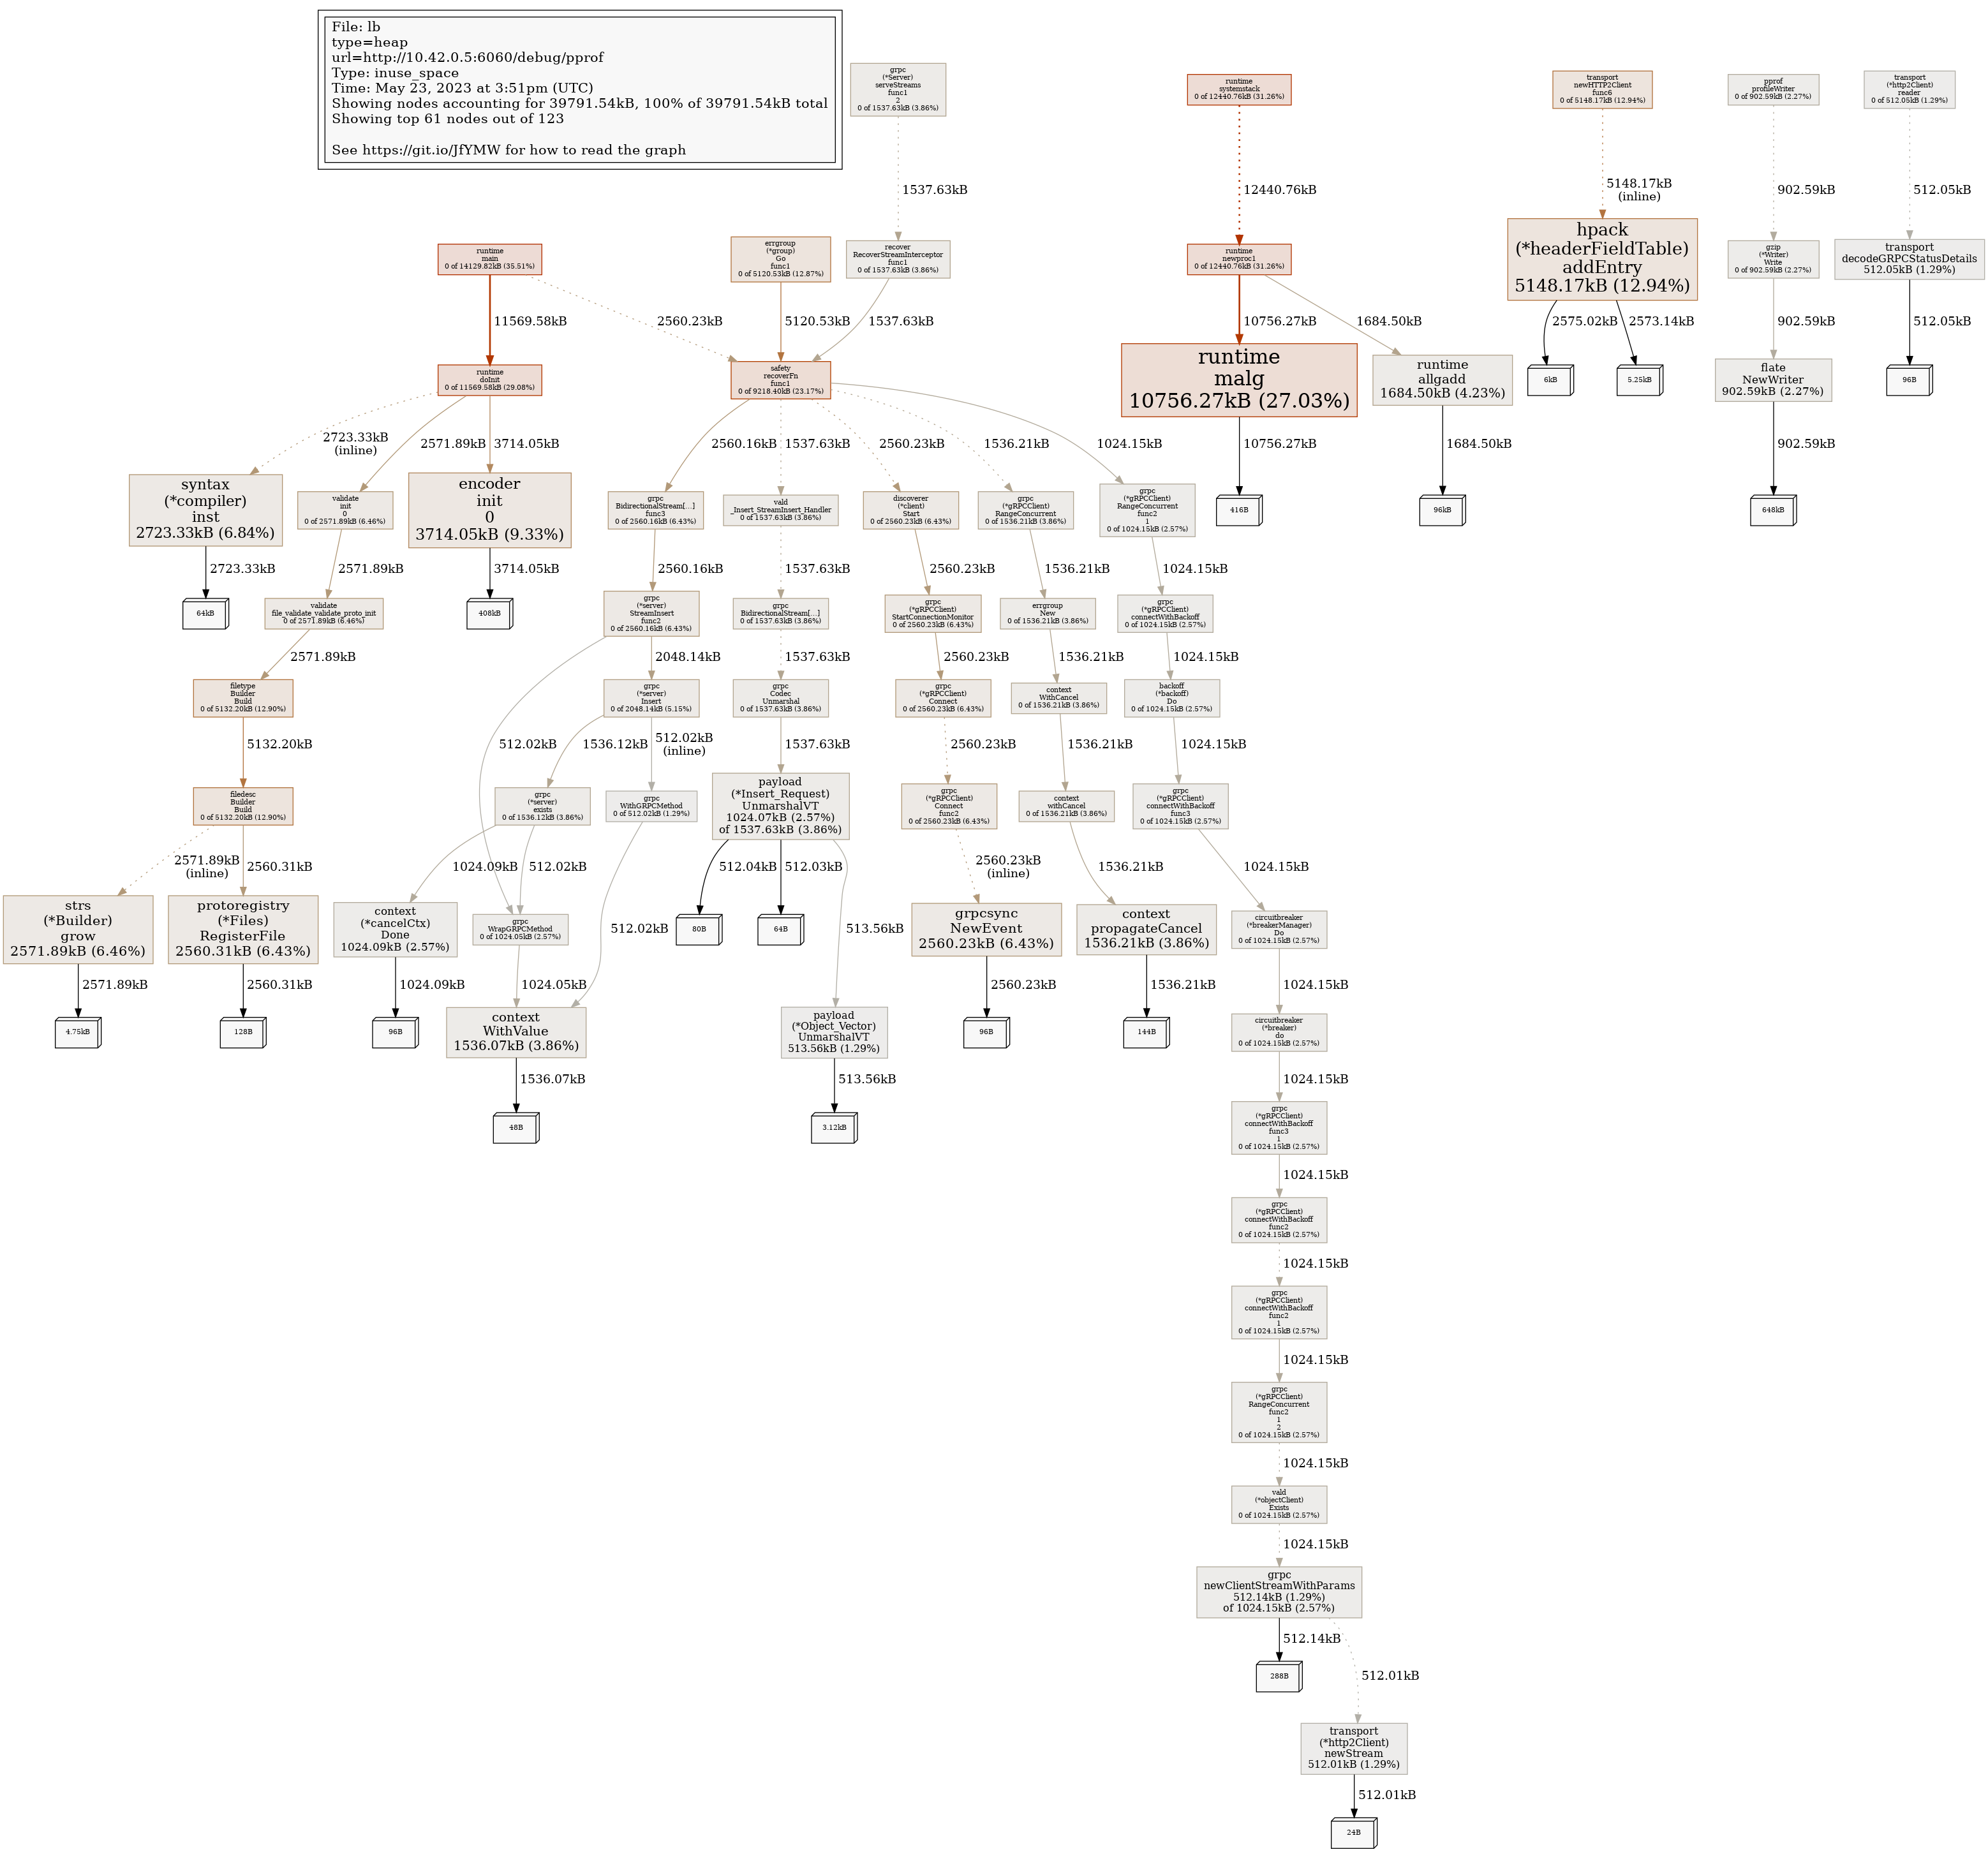 File: lb
type=heap
url=http://10.42.0.5:6060/debug/pprof
Type: inuse_space
Time: May 23, 2023 at 3:51pm (UTC)
Showing nodes accounting for 39791.54kB, 100% of 39791.54kB total
Showing top 61 nodes out of 123
See https://git.io/JfYMW for how to read the graph
grpc
(*Server)
serveStreams
func1
2
0 of 1537.63kB (3.86%)
runtime
systemstack
0 of 12440.76kB (31.26%)
transport
newHTTP2Client
func6
0 of 5148.17kB (12.94%)
pprof
profileWriter
0 of 902.59kB (2.27%)
transport
(*http2Client)
reader
0 of 512.05kB (1.29%)
1537.63kB
12440.76kB
5148.17kB
(inline)
902.59kB
512.05kB
runtime
main
0 of 14129.82kB (35.51%)
errgroup
(*group)
Go
func1
0 of 5120.53kB (12.87%)
recover
RecoverStreamInterceptor
func1
0 of 1537.63kB (3.86%)
runtime
newproc1
0 of 12440.76kB (31.26%)
hpack
(*headerFieldTable)
addEntry
5148.17kB (12.94%)
gzip
(*Writer)
Write
0 of 902.59kB (2.27%)
transport
decodeGRPCStatusDetails
512.05kB (1.29%)
11569.58kB
2560.23kB
5120.53kB
1537.63kB
10756.27kB
1684.50kB
2575.02kB
2573.14kB
902.59kB
512.05kB
runtime
doInit
0 of 11569.58kB (29.08%)
safety
recoverFn
func1
0 of 9218.40kB (23.17%)
runtime
malg
10756.27kB (27.03%)
runtime
allgadd
1684.50kB (4.23%)
6kB
5.25kB
flate
NewWriter
902.59kB (2.27%)
96B
2723.33kB
(inline)
2571.89kB
3714.05kB
2560.16kB
1537.63kB
2560.23kB
1536.21kB
1024.15kB
10756.27kB
1684.50kB
902.59kB
syntax
(*compiler)
inst
2723.33kB (6.84%)
validate
init
0
0 of 2571.89kB (6.46%)
encoder
init
0
3714.05kB (9.33%)
grpc
BidirectionalStream[...]
func3
0 of 2560.16kB (6.43%)
vald
_Insert_StreamInsert_Handler
0 of 1537.63kB (3.86%)
discoverer
(*client)
Start
0 of 2560.23kB (6.43%)
grpc
(*gRPCClient)
RangeConcurrent
0 of 1536.21kB (3.86%)
grpc
(*gRPCClient)
RangeConcurrent
func2
1
0 of 1024.15kB (2.57%)
416B
96kB
648kB
2723.33kB
2571.89kB
3714.05kB
2560.16kB
1537.63kB
2560.23kB
1536.21kB
1024.15kB
64kB
validate
file_validate_validate_proto_init
0 of 2571.89kB (6.46%)
408kB
grpc
(*server)
StreamInsert
func2
0 of 2560.16kB (6.43%)
grpc
BidirectionalStream[...]
0 of 1537.63kB (3.86%)
grpc
(*gRPCClient)
StartConnectionMonitor
0 of 2560.23kB (6.43%)
errgroup
New
0 of 1536.21kB (3.86%)
grpc
(*gRPCClient)
connectWithBackoff
0 of 1024.15kB (2.57%)
2571.89kB
2048.14kB
1537.63kB
2560.23kB
1536.21kB
1024.15kB
filetype
Builder
Build
0 of 5132.20kB (12.90%)
grpc
(*server)
Insert
0 of 2048.14kB (5.15%)
grpc
Codec
Unmarshal
0 of 1537.63kB (3.86%)
grpc
(*gRPCClient)
Connect
0 of 2560.23kB (6.43%)
context
WithCancel
0 of 1536.21kB (3.86%)
backoff
(*backoff)
Do
0 of 1024.15kB (2.57%)
5132.20kB
512.02kB
1536.12kB
512.02kB
(inline)
1537.63kB
2560.23kB
1536.21kB
1024.15kB
filedesc
Builder
Build
0 of 5132.20kB (12.90%)
grpc
(*server)
exists
0 of 1536.12kB (3.86%)
grpc
WithGRPCMethod
0 of 512.02kB (1.29%)
payload
(*Insert_Request)
UnmarshalVT
1024.07kB (2.57%)
of 1537.63kB (3.86%)
grpc
(*gRPCClient)
Connect
func2
0 of 2560.23kB (6.43%)
context
withCancel
0 of 1536.21kB (3.86%)
grpc
(*gRPCClient)
connectWithBackoff
func3
0 of 1024.15kB (2.57%)
2571.89kB
(inline)
2560.31kB
1024.09kB
512.02kB
512.04kB
512.03kB
2560.23kB
(inline)
1536.21kB
1024.15kB
strs
(*Builder)
grow
2571.89kB (6.46%)
protoregistry
(*Files)
RegisterFile
2560.31kB (6.43%)
context
(*cancelCtx)
Done
1024.09kB (2.57%)
grpc
WrapGRPCMethod
0 of 1024.05kB (2.57%)
512.02kB
80B
64B
513.56kB
grpcsync
NewEvent
2560.23kB (6.43%)
context
propagateCancel
1536.21kB (3.86%)
circuitbreaker
(*breakerManager)
Do
0 of 1024.15kB (2.57%)
2571.89kB
2560.31kB
1024.09kB
1024.05kB
2560.23kB
1536.21kB
1024.15kB
4.75kB
128B
96B
context
WithValue
1536.07kB (3.86%)
payload
(*Object_Vector)
UnmarshalVT
513.56kB (1.29%)
96B
144B
circuitbreaker
(*breaker)
do
0 of 1024.15kB (2.57%)
1536.07kB
513.56kB
1024.15kB
48B
3.12kB
grpc
(*gRPCClient)
connectWithBackoff
func3
1
0 of 1024.15kB (2.57%)
1024.15kB
grpc
(*gRPCClient)
connectWithBackoff
func2
0 of 1024.15kB (2.57%)
1024.15kB
grpc
(*gRPCClient)
connectWithBackoff
func2
1
0 of 1024.15kB (2.57%)
1024.15kB
grpc
(*gRPCClient)
RangeConcurrent
func2
1
2
0 of 1024.15kB (2.57%)
1024.15kB
vald
(*objectClient)
Exists
0 of 1024.15kB (2.57%)
1024.15kB
grpc
newClientStreamWithParams
512.14kB (1.29%)
of 1024.15kB (2.57%)
512.14kB
512.01kB
288B
transport
(*http2Client)
newStream
512.01kB (1.29%)
512.01kB
24B